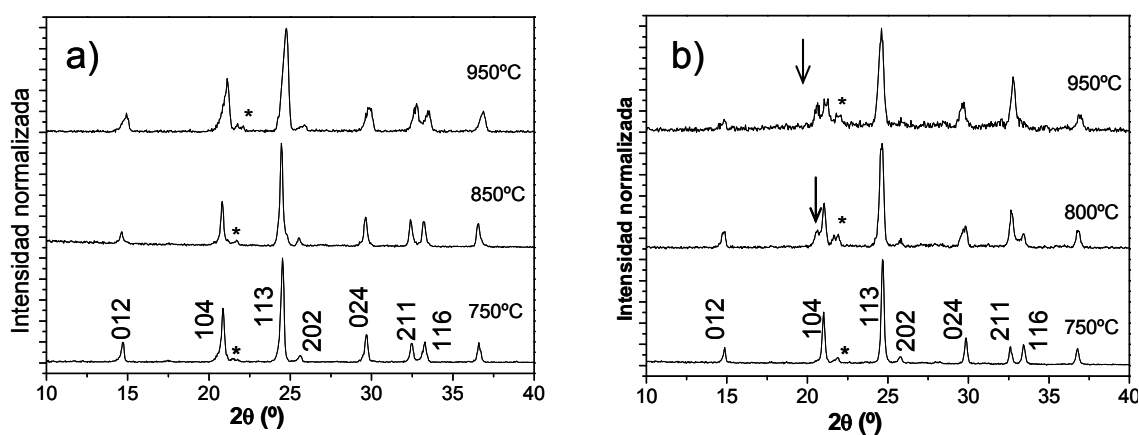 a)
950ºC
*
850ºC
*
750ºC
012
104
*
113
202
024
211
116
10 15 20 25 30 35 40
2θ (º)
Intensidad normalizada
b)
950ºC
*
800ºC
*
750ºC
012
104
*
113
202
024
211
116
10 15 20 25 30 35 40
2θ (º)
Intensidad normalizada